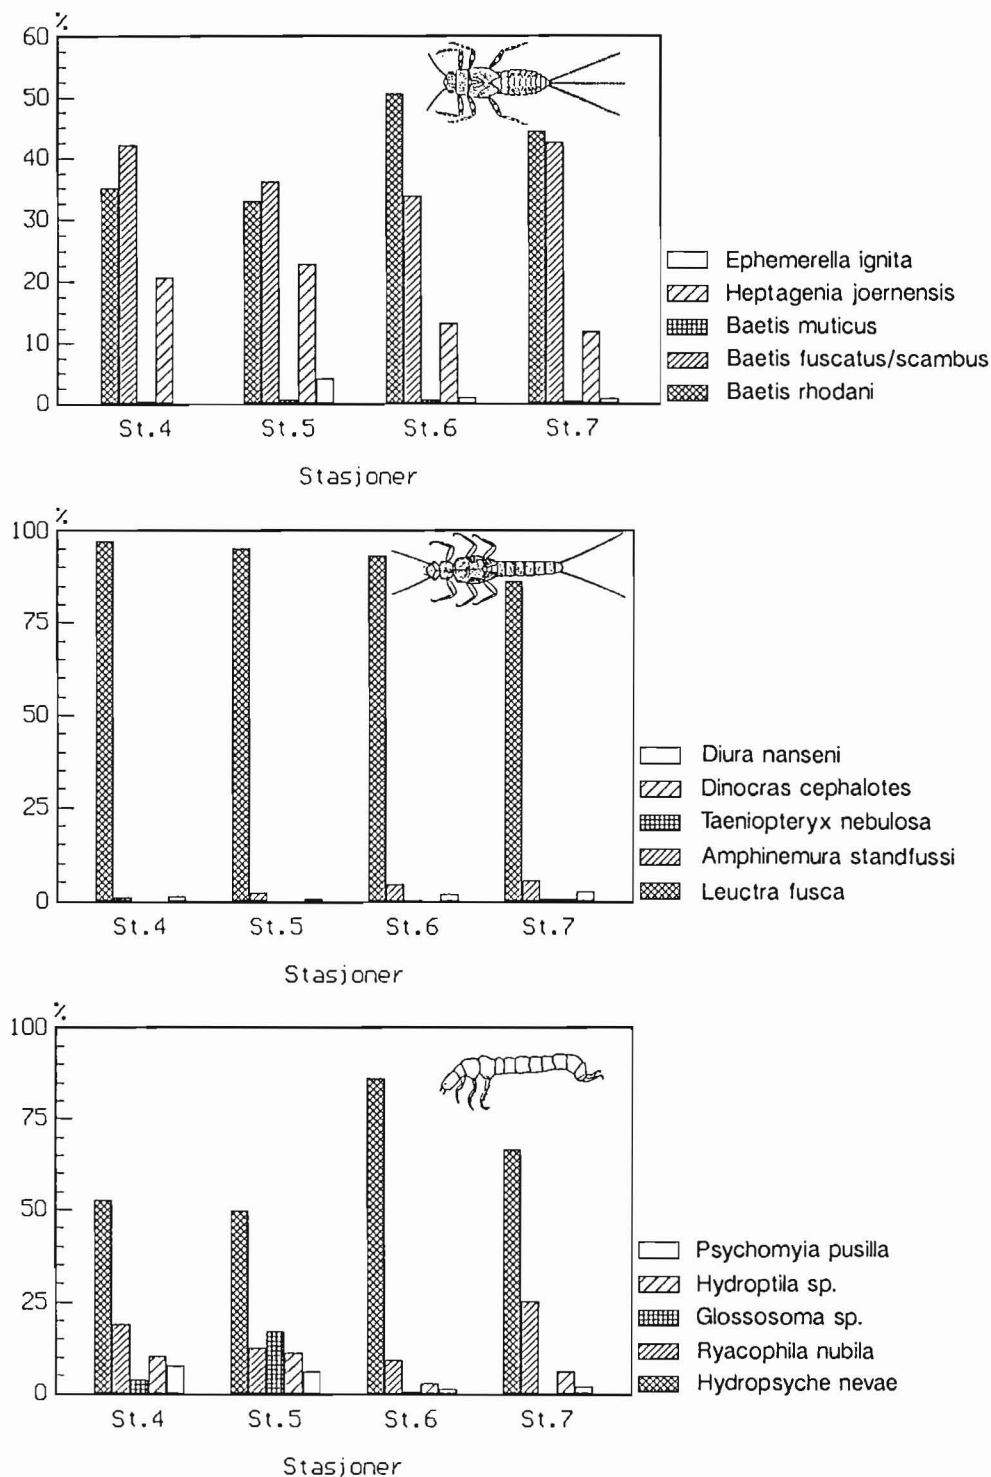 %
60
50
40
30
20
10
0
St.4 St.5 St.6 St.7
Stasjoner
Ephemerella ignita
Heptagenia joernensis
Baetis muticus
Baetis fuscatus/scambus
Baetis rhodani
%
100
75
50
25
0
St.4 St.5 St.6 St.7
Stasjoner
Diura nanseni
Dinocras cephalotes
Taeniopteryx nebulosa
Amphinemura standfussi
Leuctra fusca
%
100
75
50
25
0
St.4 St.5 St.6 St.7
Stasjoner
Psychomyia pusilla
Hydroptila sp.
Glossosoma sp.
Ryacophila nubila
Hydropsyche nevae